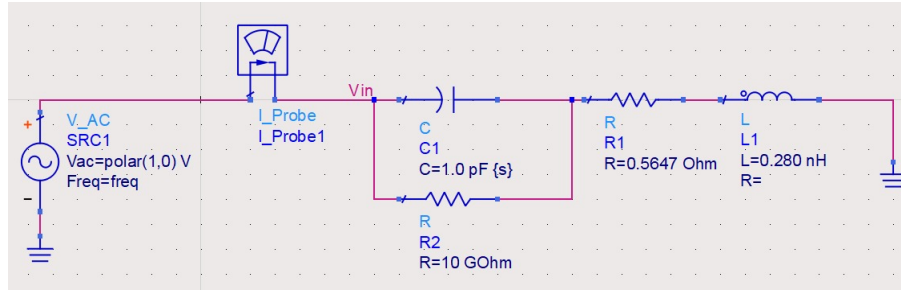 V_AC
SRC1
Vac=polar(1,0) V
Freq=freq
+
–
I_Probe
I_Probe1
Vin
C
C1
C=1.0 pF {s}
R
R2
R=10 GOhm
R
R1
R=0.5647 Ohm
L
L1
L=0.280 nH
R=